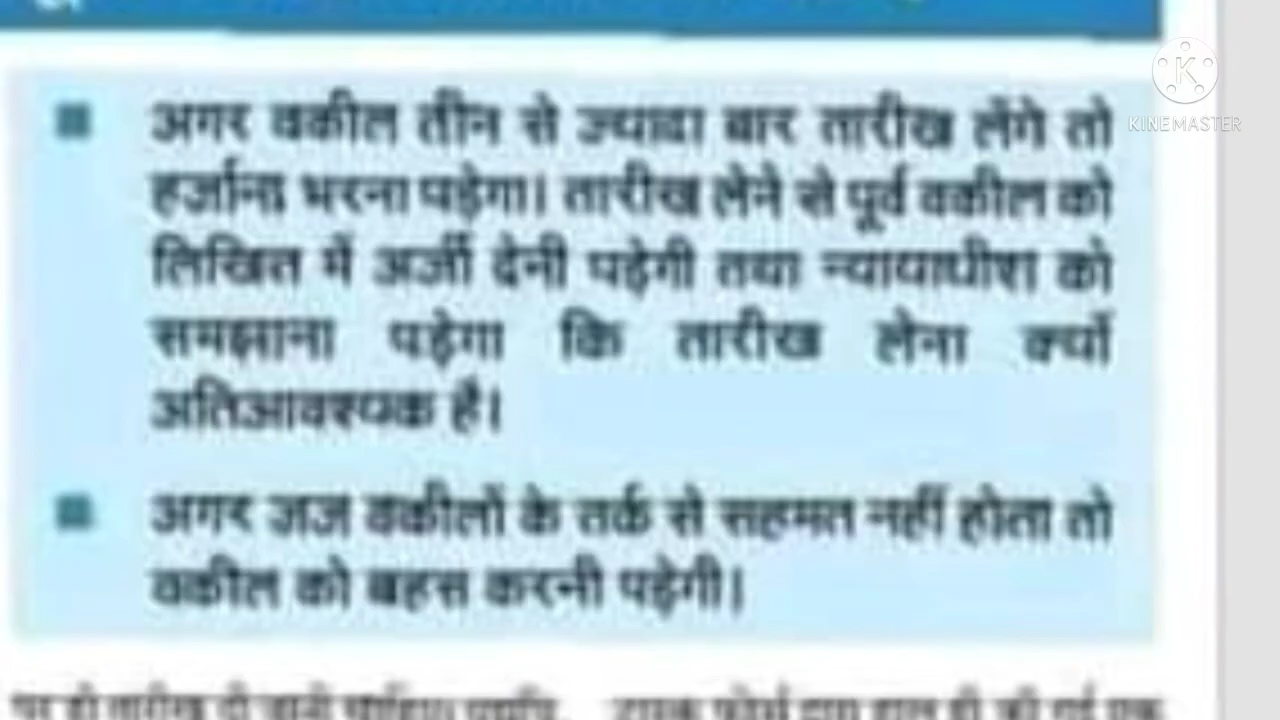 KINEMASTER
अगर वकील तीन से ज्यादा बार तारीख लेंगे तो
हर्जाना भरना पड़ेगा। तारीख लेने से पूर्व वकील को
लिखित में अर्जी देनी पड़ेगी तथा न्यायाधीश को
समझाना पड़ेगा कि तारीख लेना क्यों
अतिआवश्यक है।
अगर जज वकीलों के तर्क से सहमत नहीं होता तो
वकील को बहस करनी पड़ेगी।